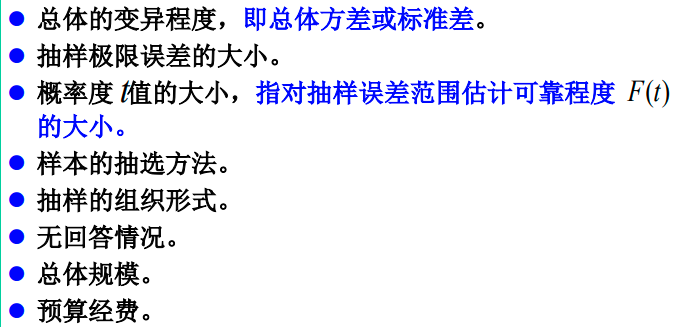 ● 总体的变异程度，即总体方差或标准差。
● 抽样极限误差的大小。
● 概率度 t值的大小，指对抽样误差范围估计可靠程度 F(t)
的大小。
● 样本的抽选方法。
● 抽样的组织形式。
● 无回答情况。
● 总体规模。
● 预算经费。